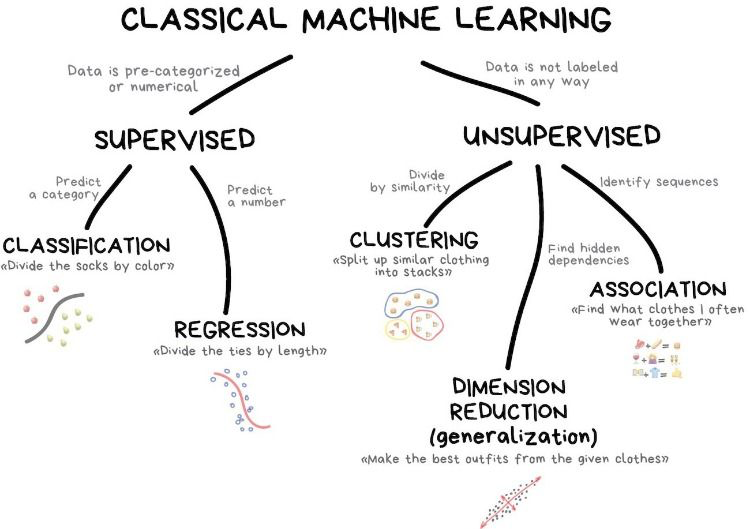 CLASSICAL MACHINE LEARNING
Data is pre-categorized
or numerical
Data is not labeled
in any way
SUPERVISED
UNSUPERVISED
Predict
a category
Predict
a number
Divide
by similarity
Identify sequences
CLASSIFICATION
«Divide the socks by color»
CLUSTERING
«Split up similar clothing
into stacks»
Find hidden
dependencies
ASSOCIATION
«Find what clothes I often
wear together»
REGRESSION
«Divide the ties by length»
+ =
+ =
+ =
DIMENSION
REDUCTION
(generalization)
«Make the best outfits from the given clothes»